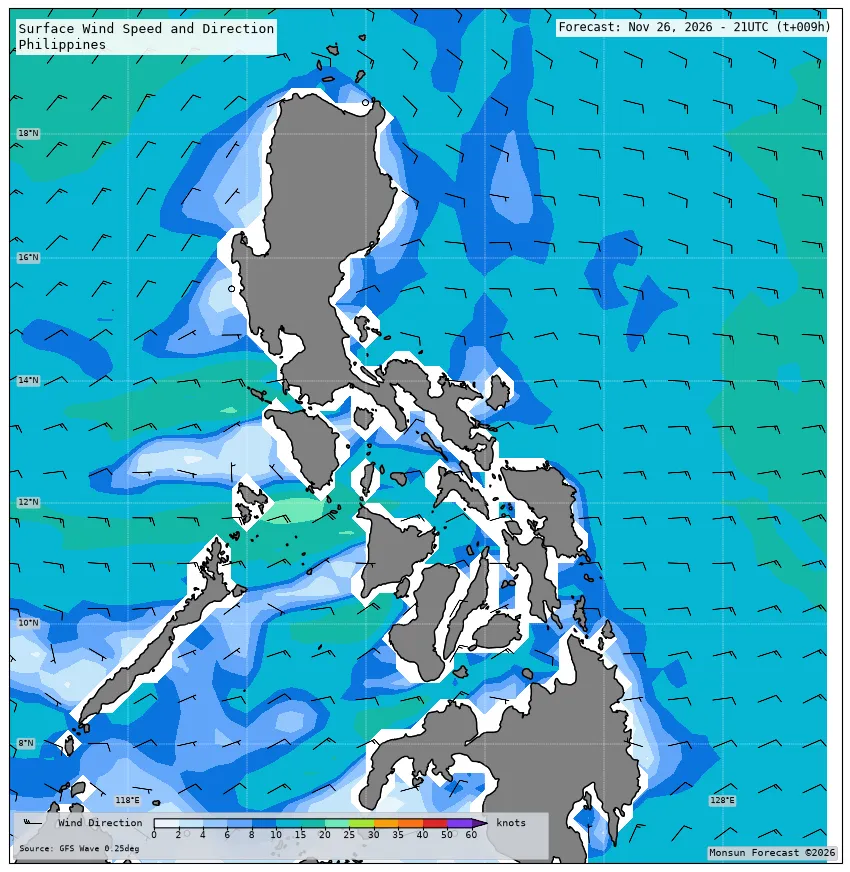 Surface Wind Speed and Direction
Philippines
Forecast: Nov 26, 2026 - 21UTC (t+009h)
18°N
16°N
14°N
12°N
10°N
8°N
118°E
128°E
Wind Direction
knots
0 2 4 6 8 10 15 20 25 30 35 40 50 60
Source: GFS Wave 0.25deg
Monsun Forecast ©2026